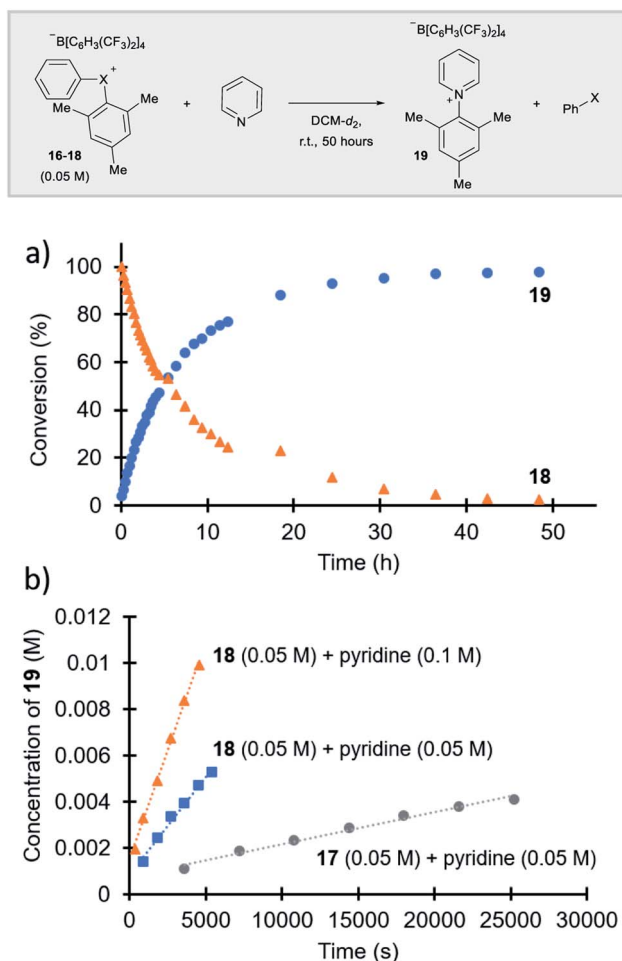 ⁻B[C₆H₃(CF₃)₂]₄
⁻B[C₆H₃(CF₃)₂]₄
X⁺
Me
Me
Me
16-18
(0.05 M)
+
N
DCM-d₂,
r.t., 50 hours
N
+
Me
Me
Me
19
+
Ph
X
a)
Conversion (%)
100
80
60
40
20
0
19
18
0
10
20
30
40
50
Time (h)
b)
Concentration of 19 (M)
0.012
0.01
0.008
0.006
0.004
0.002
0
18 (0.05 M) + pyridine (0.1 M)
18 (0.05 M) + pyridine (0.05 M)
17 (0.05 M) + pyridine (0.05 M)
0
5000
10000
15000
20000
25000
30000
Time (s)